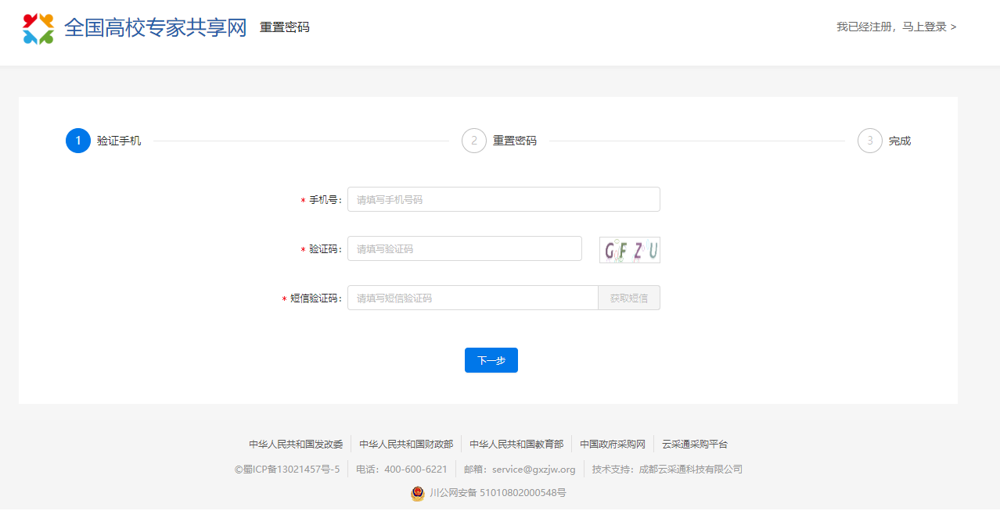 全国高校专家共享网 重置密码 我已经注册，马上登录 >
1 验证手机 2 重置密码 3 完成
* 手机号: 请填写手机号码
* 验证码: 请填写验证码 GFZU
* 短信验证码: 请填写短信验证码 获取短信
下一步
中华人民共和国发改委 中华人民共和国财政部 中华人民共和国教育部 中国政府采购网 云采通采购平台
©蜀ICP备13021457号-5 电话：400-600-6221 邮箱：service@gxzjw.org 技术支持：成都云采通科技有限公司
川公网安备 51010802000548号